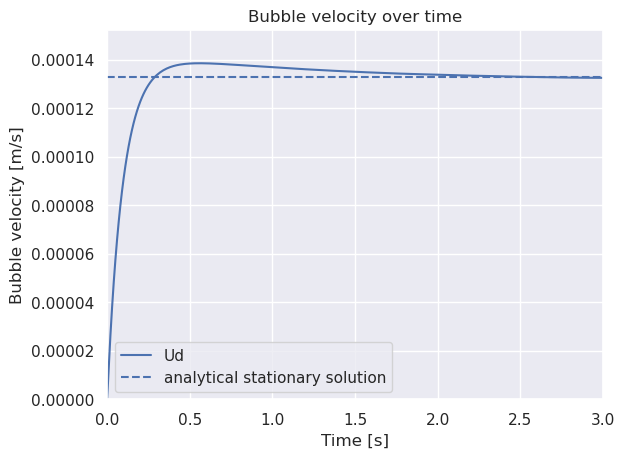 Bubble velocity over time
Bubble velocity [m/s]
0.00014
0.00012
0.00010
0.00008
0.00006
0.00004
0.00002
0.00000
Ud
analytical stationary solution
0.0 0.5 1.0 1.5 2.0 2.5 3.0
Time [s]